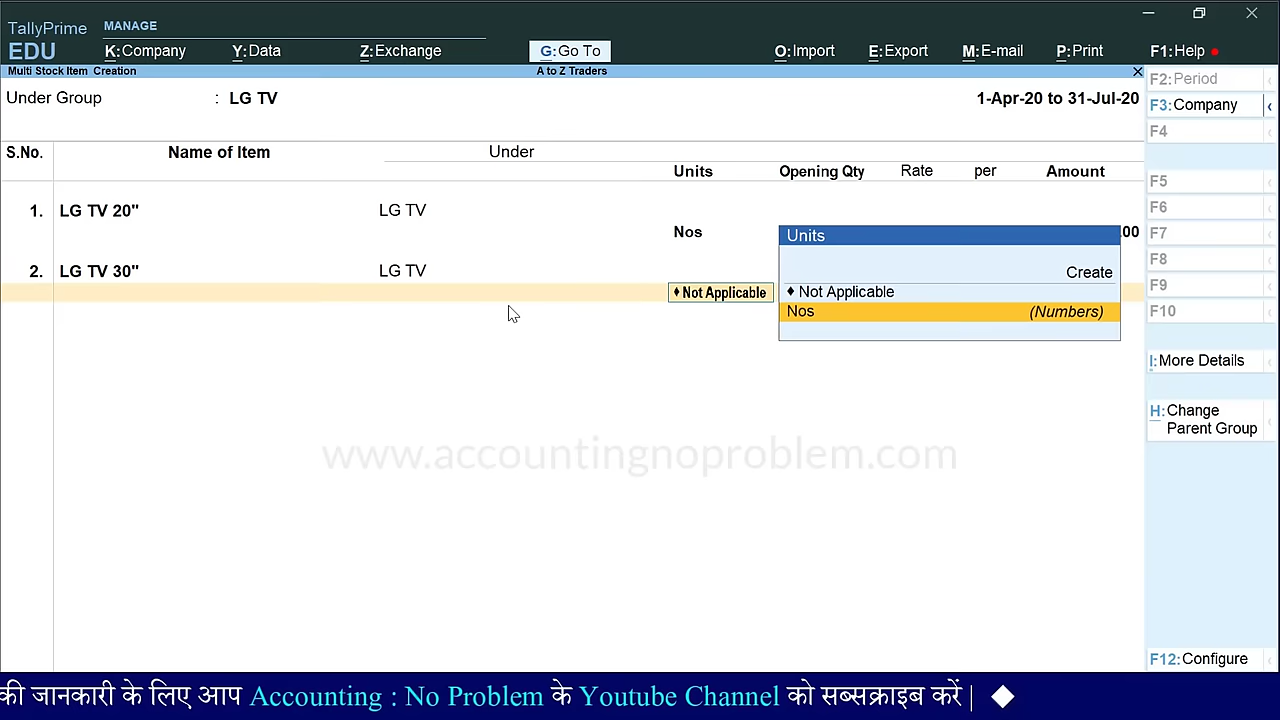 TallyPrime MANAGE
EDU K:Company Y:Data Z:Exchange G:Go To O:Import E:Export M:E-mail P:Print F1:Help
Multi Stock Item Creation A to Z Traders
Under Group : LG TV 1-Apr-20 to 31-Jul-20
S.No. Name of Item Under
Units Opening Qty Rate per Amount
1. LG TV 20" LG TV
Nos 00
2. LG TV 30" LG TV
♦ Not Applicable
Units
Create
♦ Not Applicable
Nos (Numbers)
F2:Period
F3:Company
F4
F5
F6
F7
F8
F9
F10
I:More Details
H:Change
Parent Group
F12:Configure
www.accountingnoproblem.com
की जानकारी के लिए आप Accounting : No Problem के Youtube Channel को सब्सक्राइब करें |